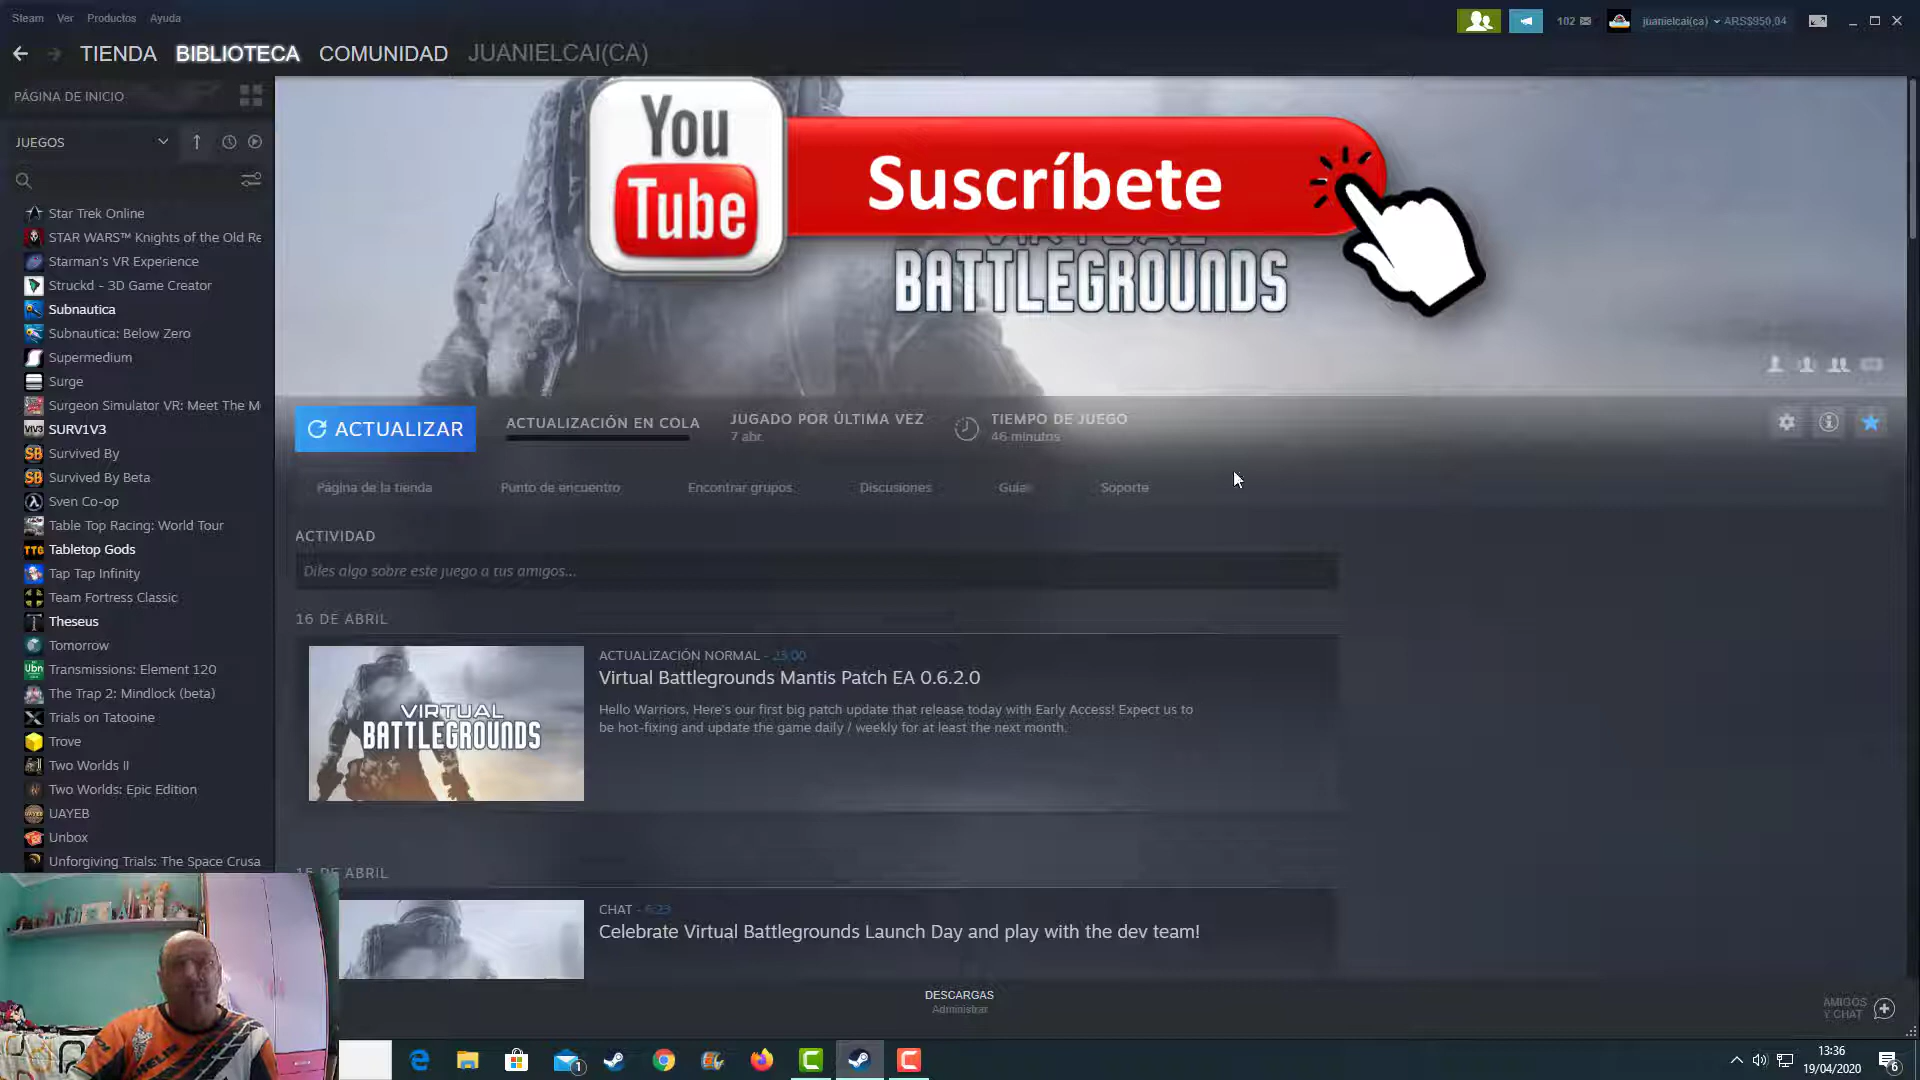 Steam Ver Productos Ayuda
102 juanielcai(ca) ARS$950,04
TIENDA BIBLIOTECA COMUNIDAD JUANIELCAI(CA)
PÁGINA DE INICIO
JUEGOS
Star Trek Online
STAR WARS™ Knights of the Old Re
Starman's VR Experience
Struckd - 3D Game Creator
Subnautica
Subnautica: Below Zero
Supermedium
Surge
Surgeon Simulator VR: Meet The M
SURV1V3
Survived By
Survived By Beta
Sven Co-op
Table Top Racing: World Tour
Tabletop Gods
Tap Tap Infinity
Team Fortress Classic
Theseus
Tomorrow
Transmissions: Element 120
The Trap 2: Mindlock (beta)
Trials on Tatooine
Trove
Two Worlds II
Two Worlds: Epic Edition
UAYEB
Unbox
Unforgiving Trials: The Space Crusa
You
Tube
Suscríbete
VIRTUAL
BATTLEGROUNDS
ACTUALIZAR
ACTUALIZACIÓN EN COLA
JUGADO POR ÚLTIMA VEZ
7 abr.
TIEMPO DE JUEGO
46 minutos
Página de la tienda Punto de encuentro Encontrar grupos Discusiones Guías Soporte
ACTIVIDAD
Diles algo sobre este juego a tus amigos...
16 DE ABRIL
VIRTUAL
BATTLEGROUNDS
ACTUALIZACIÓN NORMAL - 23:00
Virtual Battlegrounds Mantis Patch EA 0.6.2.0
Hello Warriors, Here's our first big patch update that release today with Early Access! Expect us to
be hot-fixing and update the game daily / weekly for at least the next month.
15 DE ABRIL
CHAT - 6:23
Celebrate Virtual Battlegrounds Launch Day and play with the dev team!
DESCARGAS
Administrar
AMIGOS
Y CHAT
13:36
19/04/2020
1
6